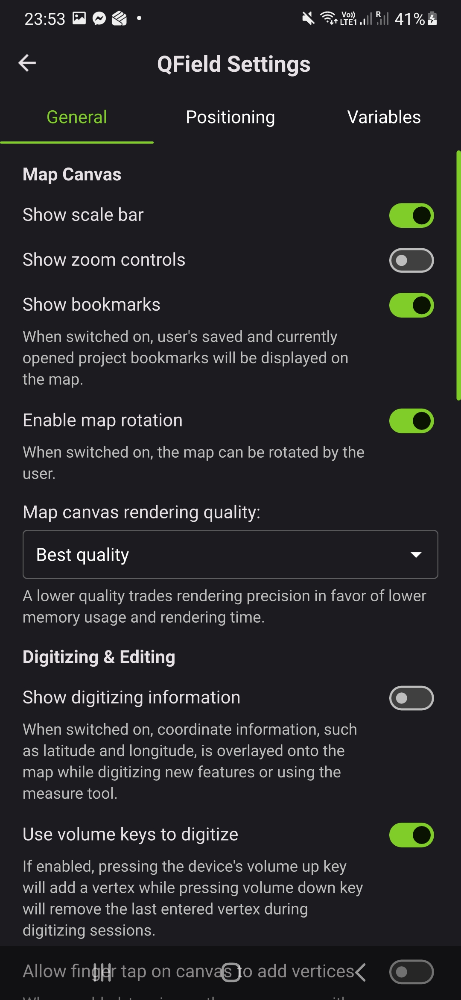 23:53
Vo))
LTE1
R
41%
QField Settings
General
Positioning
Variables
Map Canvas
Show scale bar
Show zoom controls
Show bookmarks
When switched on, user's saved and currently
opened project bookmarks will be displayed on
the map.
Enable map rotation
When switched on, the map can be rotated by the
user.
Map canvas rendering quality:
Best quality
A lower quality trades rendering precision in favor of lower
memory usage and rendering time.
Digitizing & Editing
Show digitizing information
When switched on, coordinate information, such
as latitude and longitude, is overlayed onto the
map while digitizing new features or using the
measure tool.
Use volume keys to digitize
If enabled, pressing the device's volume up key
will add a vertex while pressing volume down key
will remove the last entered vertex during
digitizing sessions.
Allow finger tap on canvas to add vertices